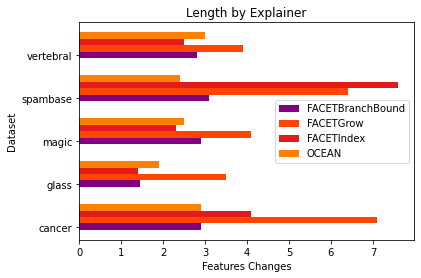 Length by Explainer
Dataset
vertebral
spambase
magic
glass
cancer
FACETBranchBound
FACETGrow
FACETIndex
OCEAN
0 1 2 3 4 5 6 7
Features Changes